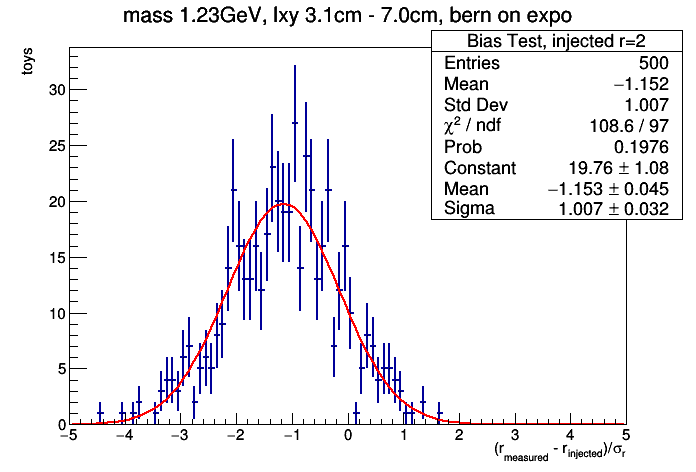 mass 1.23GeV, lxy 3.1cm - 7.0cm, bern on expo
Bias Test, injected r=2
Entries 500
Mean −1.152
Std Dev 1.007
χ² / ndf 108.6 / 97
Prob 0.1976
Constant 19.76 ± 1.08
Mean −1.153 ± 0.045
Sigma 1.007 ± 0.032
toys
30
25
20
15
10
5
0
−5 −4 −3 −2 −1 0 1 2 3 4 5
(r_measured - r_injected)/σ_r